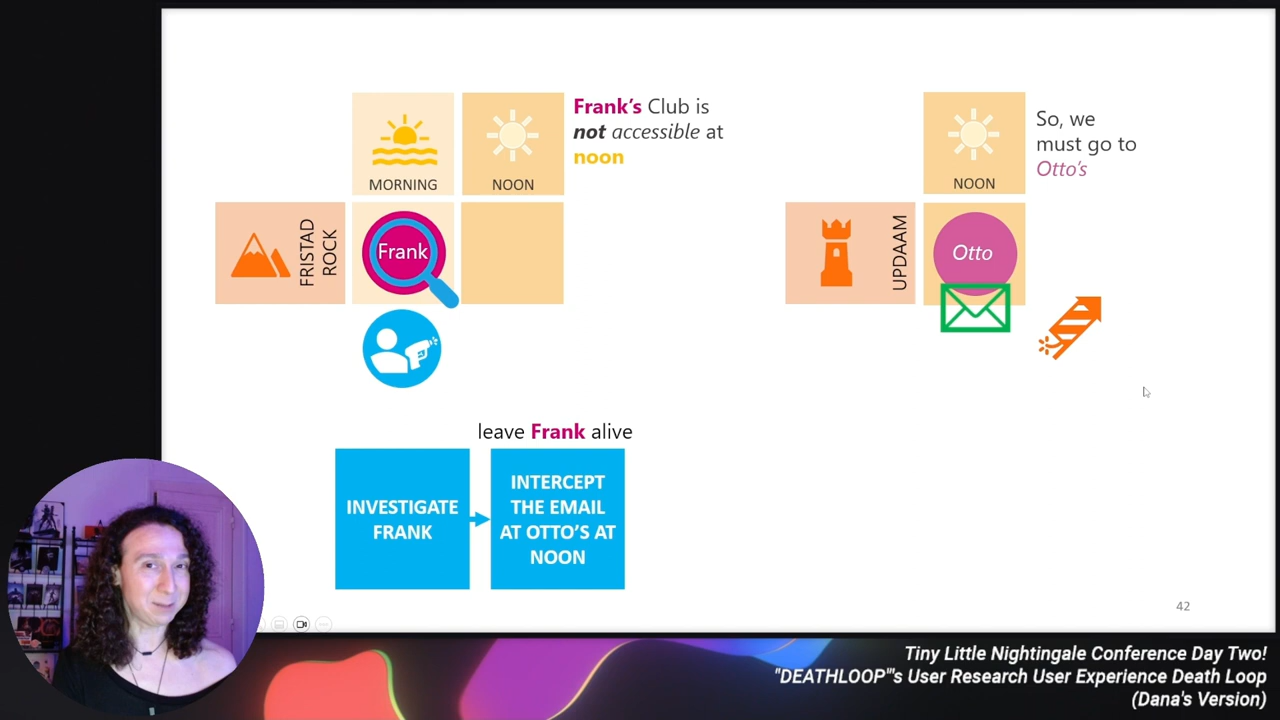 Frank's Club is
not accessible at
noon
MORNING
NOON
FRISTAD
ROCK
Frank
So, we
must go to
Otto's
NOON
UPDAAM
Otto
leave Frank alive
INVESTIGATE
FRANK
INTERCEPT
THE EMAIL
AT OTTO'S AT
NOON
42
Tiny Little Nightingale Conference Day Two!
"DEATHLOOP"'s User Research User Experience Death Loop
(Dana's Version)